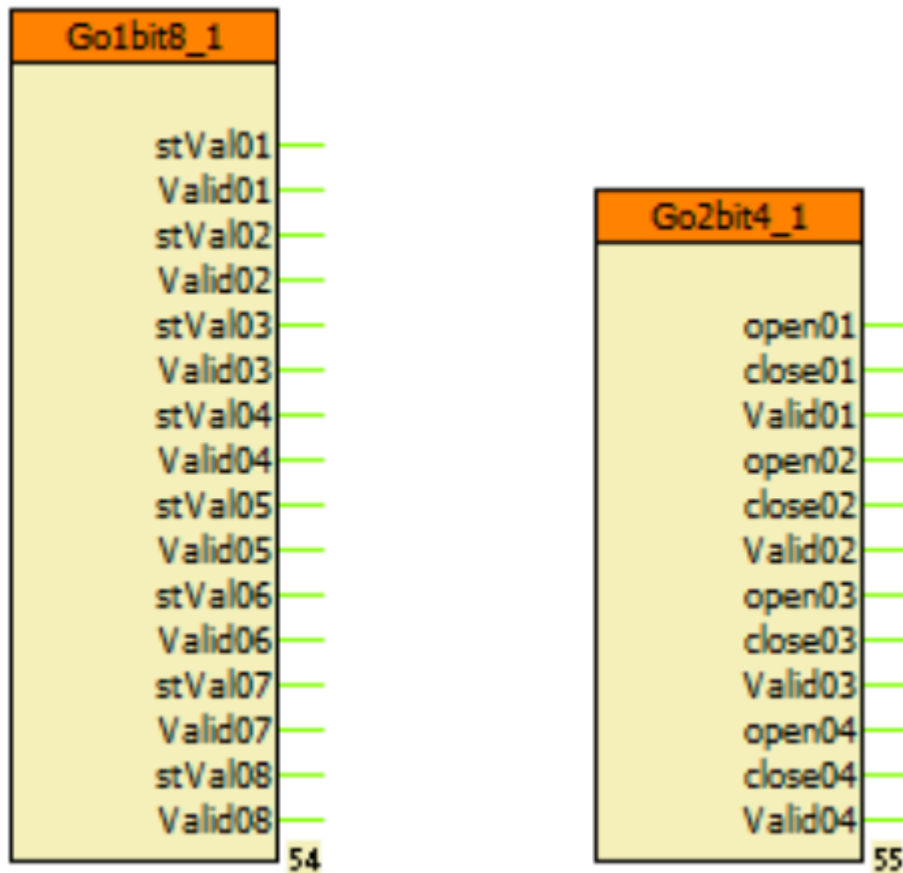 Go1bit8_1
stVal01
Valid01
stVal02
Valid02
stVal03
Valid03
stVal04
Valid04
stVal05
Valid05
stVal06
Valid06
stVal07
Valid07
stVal08
Valid08
54
Go2bit4_1
open01
close01
Valid01
open02
close02
Valid02
open03
close03
Valid03
open04
close04
Valid04
55